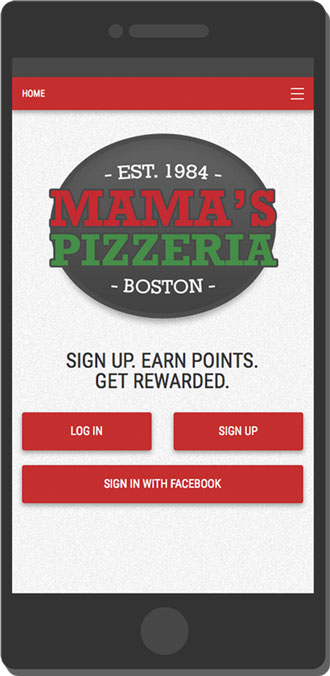 HOME
- EST. 1984 -
MAMA'S
PIZZERIA
- BOSTON -
SIGN UP. EARN POINTS.
GET REWARDED.
LOG IN
SIGN UP
SIGN IN WITH FACEBOOK